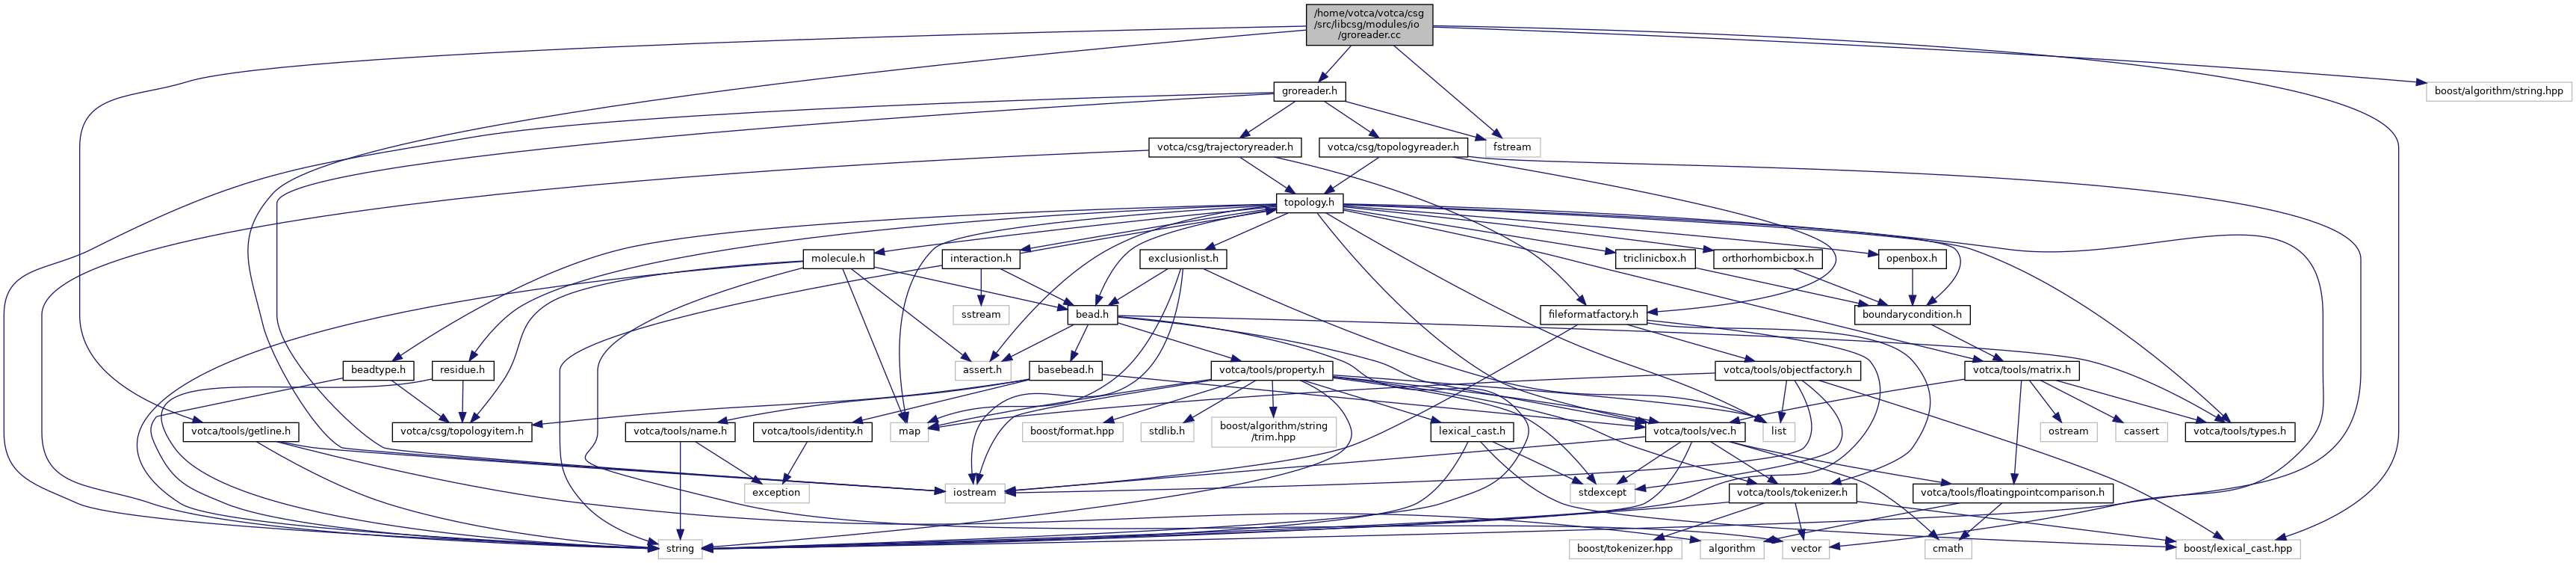 /home/votca/votca/csg
/src/libcsg/modules/io
/groreader.cc
groreader.h
boost/algorithm/string.hpp
votca/csg/trajectoryreader.h
votca/csg/topologyreader.h
fstream
topology.h
molecule.h
interaction.h
exclusionlist.h
triclinicbox.h
orthorhombicbox.h
openbox.h
sstream
bead.h
fileformatfactory.h
boundarycondition.h
beadtype.h
residue.h
assert.h
basebead.h
votca/tools/property.h
votca/tools/objectfactory.h
votca/tools/matrix.h
votca/tools/getline.h
votca/csg/topologyitem.h
votca/tools/name.h
votca/tools/identity.h
map
boost/format.hpp
stdlib.h
boost/algorithm/string
/trim.hpp
lexical_cast.h
votca/tools/vec.h
list
ostream
cassert
votca/tools/types.h
exception
iostream
stdexcept
votca/tools/tokenizer.h
votca/tools/floatingpointcomparison.h
string
boost/tokenizer.hpp
algorithm
vector
cmath
boost/lexical_cast.hpp